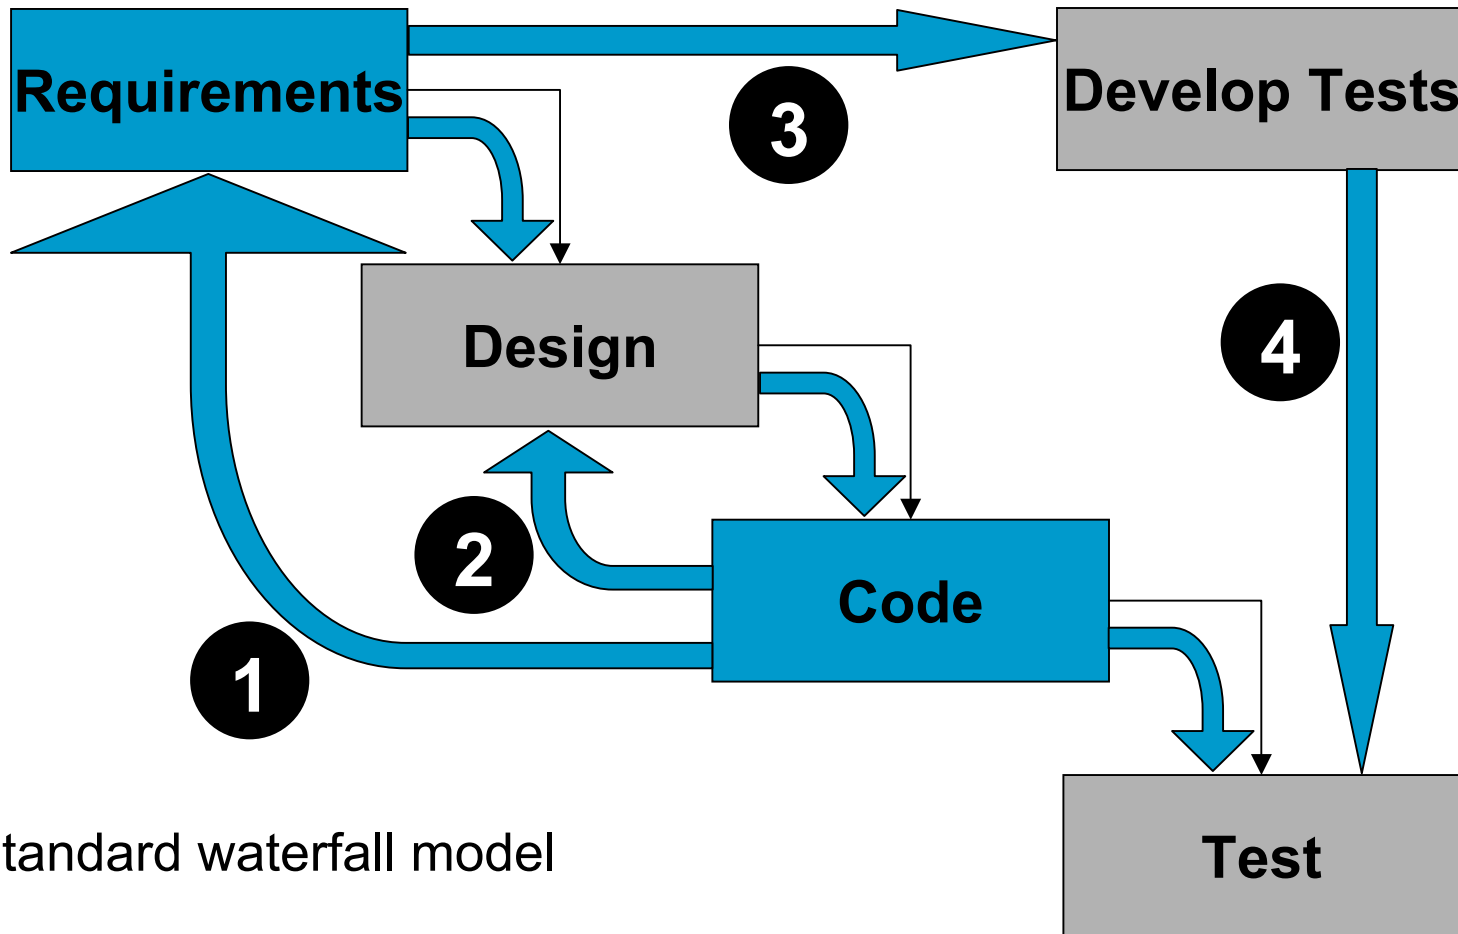 Requirements
Develop Tests
3
Design
4
2
Code
1
tandard waterfall model
Test